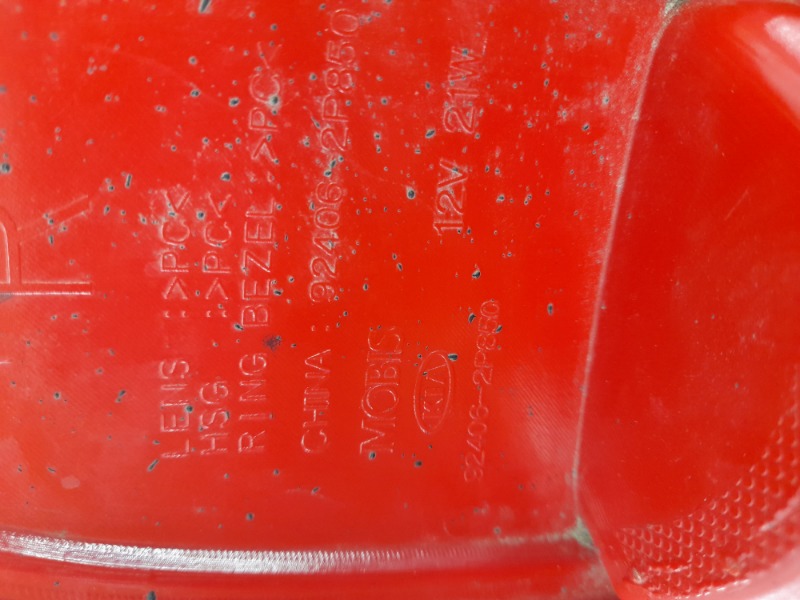 R
LENS :>PC<
HSG :>PC<
RING BEZEL :>PC<
CHINA : 92406-2P850
MOBIS
KIA
12V 21W
92406-2P850